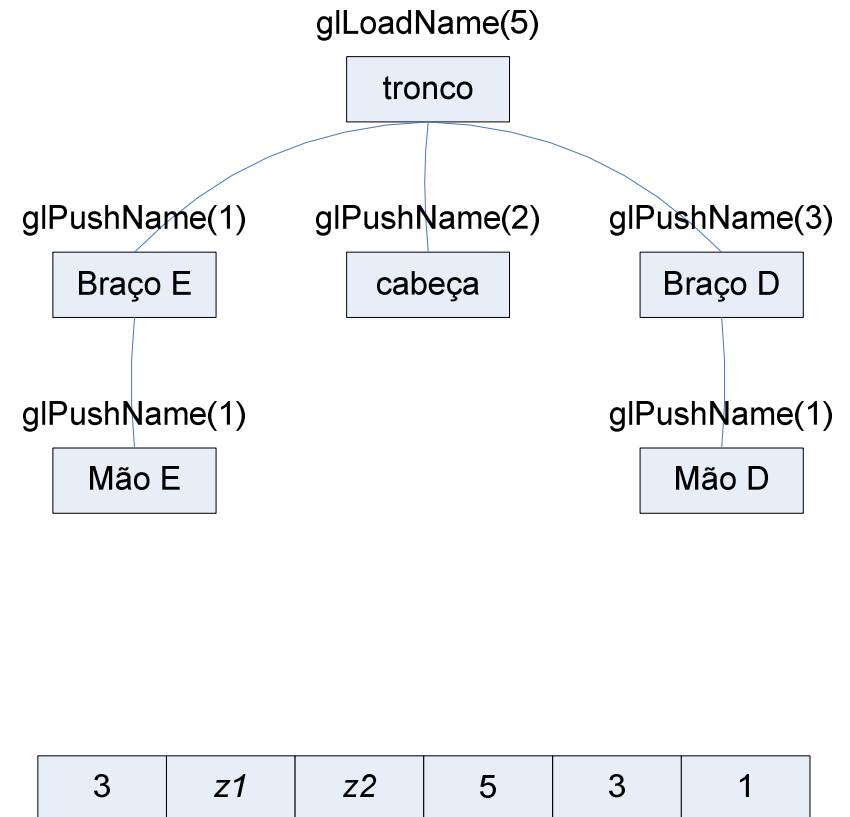 glLoadName(5)
tronco
glPushName(1) glPushName(2) glPushName(3)
Braço E cabeça Braço D
glPushName(1) glPushName(1)
Mão E Mão D
3 z1 z2 5 3 1